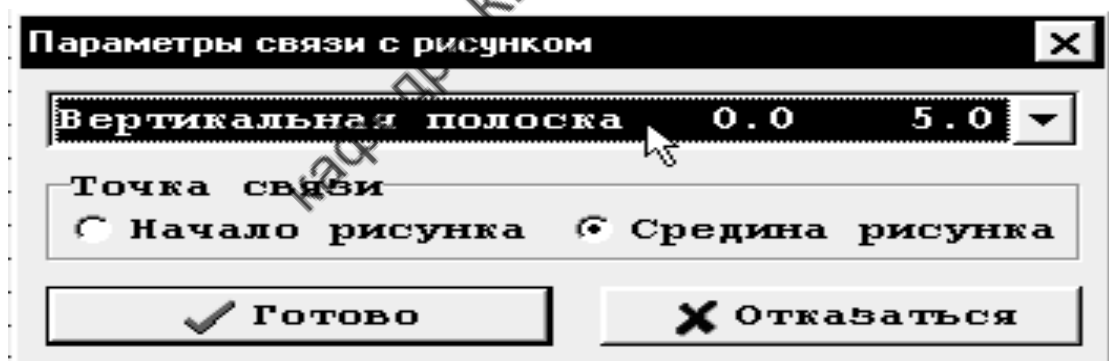 Параметры связи с рисунком
Вертикальная полоска 0.0 5.0
Точка связи
Начало рисунка Средина рисунка
Готово Отказаться